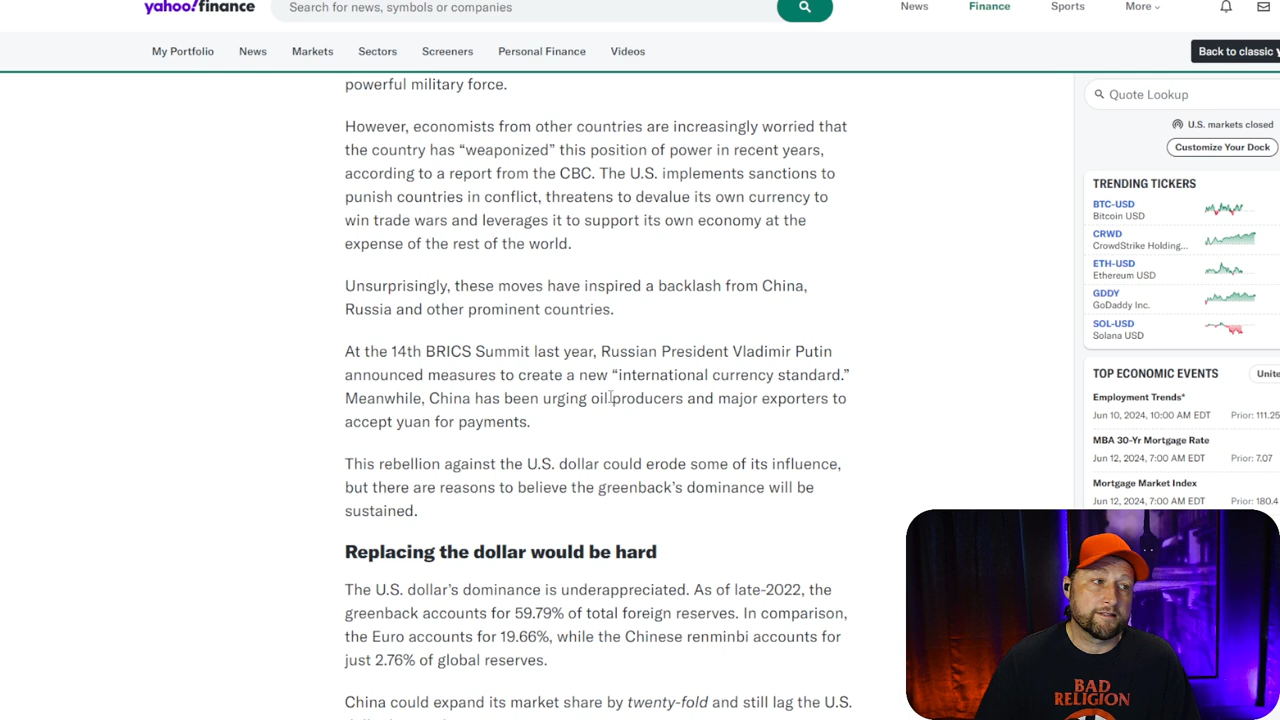 yahoo!finance
Search for news, symbols or companies
News Finance Sports More
My Portfolio News Markets Sectors Screeners Personal Finance Videos
Back to classic
powerful military force.
However, economists from other countries are increasingly worried that
the country has “weaponized” this position of power in recent years,
according to a report from the CBC. The U.S. implements sanctions to
punish countries in conflict, threatens to devalue its own currency to
win trade wars and leverages it to support its own economy at the
expense of the rest of the world.
Unsurprisingly, these moves have inspired a backlash from China,
Russia and other prominent countries.
At the 14th BRICS Summit last year, Russian President Vladimir Putin
announced measures to create a new “international currency standard.”
Meanwhile, China has been urging oil producers and major exporters to
accept yuan for payments.
This rebellion against the U.S. dollar could erode some of its influence,
but there are reasons to believe the greenback’s dominance will be
sustained.
Replacing the dollar would be hard
The U.S. dollar’s dominance is underappreciated. As of late-2022, the
greenback accounts for 59.79% of total foreign reserves. In comparison,
the Euro accounts for 19.66%, while the Chinese renminbi accounts for
just 2.76% of global reserves.
China could expand its market share by twenty-fold and still lag the U.S.
Quote Lookup
U.S. markets closed
Customize Your Dock
TRENDING TICKERS
BTC-USD
Bitcoin USD
CRWD
CrowdStrike Holding...
ETH-USD
Ethereum USD
GDDY
GoDaddy Inc.
SOL-USD
Solana USD
TOP ECONOMIC EVENTS
Employment Trends*
Jun 10, 2024, 10:00 AM EDT Prior: 111.25
MBA 30-Yr Mortgage Rate
Jun 12, 2024, 7:00 AM EDT Prior: 7.07
Mortgage Market Index
Jun 12, 2024, 7:00 AM EDT Prior: 180.4
BAD
RELIGION